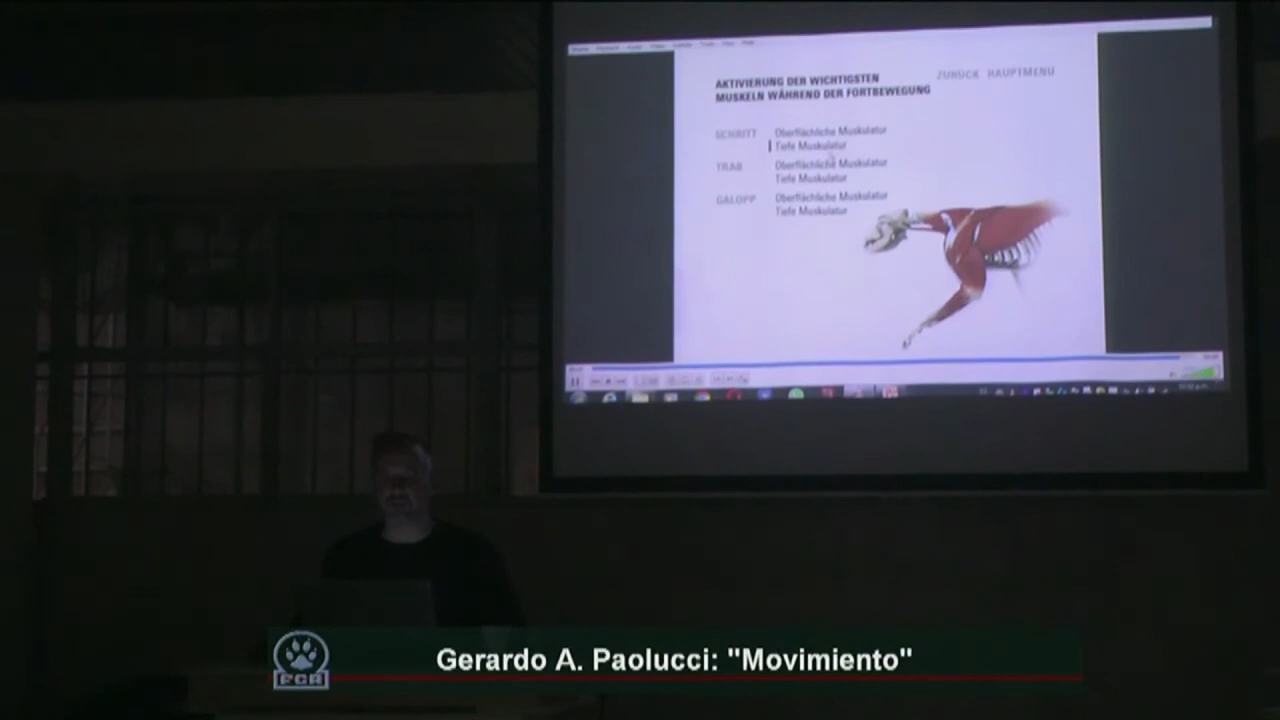 AKTIVIERUNG DER WICHTIGSTEN
MUSKELN WÄHREND DER FORTBEWEGUNG
ZURÜCK HAUPTMENÜ
SCHRITT Oberflächliche Muskulatur
Tiefe Muskulatur
TRAB Oberflächliche Muskulatur
Tiefe Muskulatur
GALOPP Oberflächliche Muskulatur
Tiefe Muskulatur
Gerardo A. Paolucci: "Movimiento"
FCR